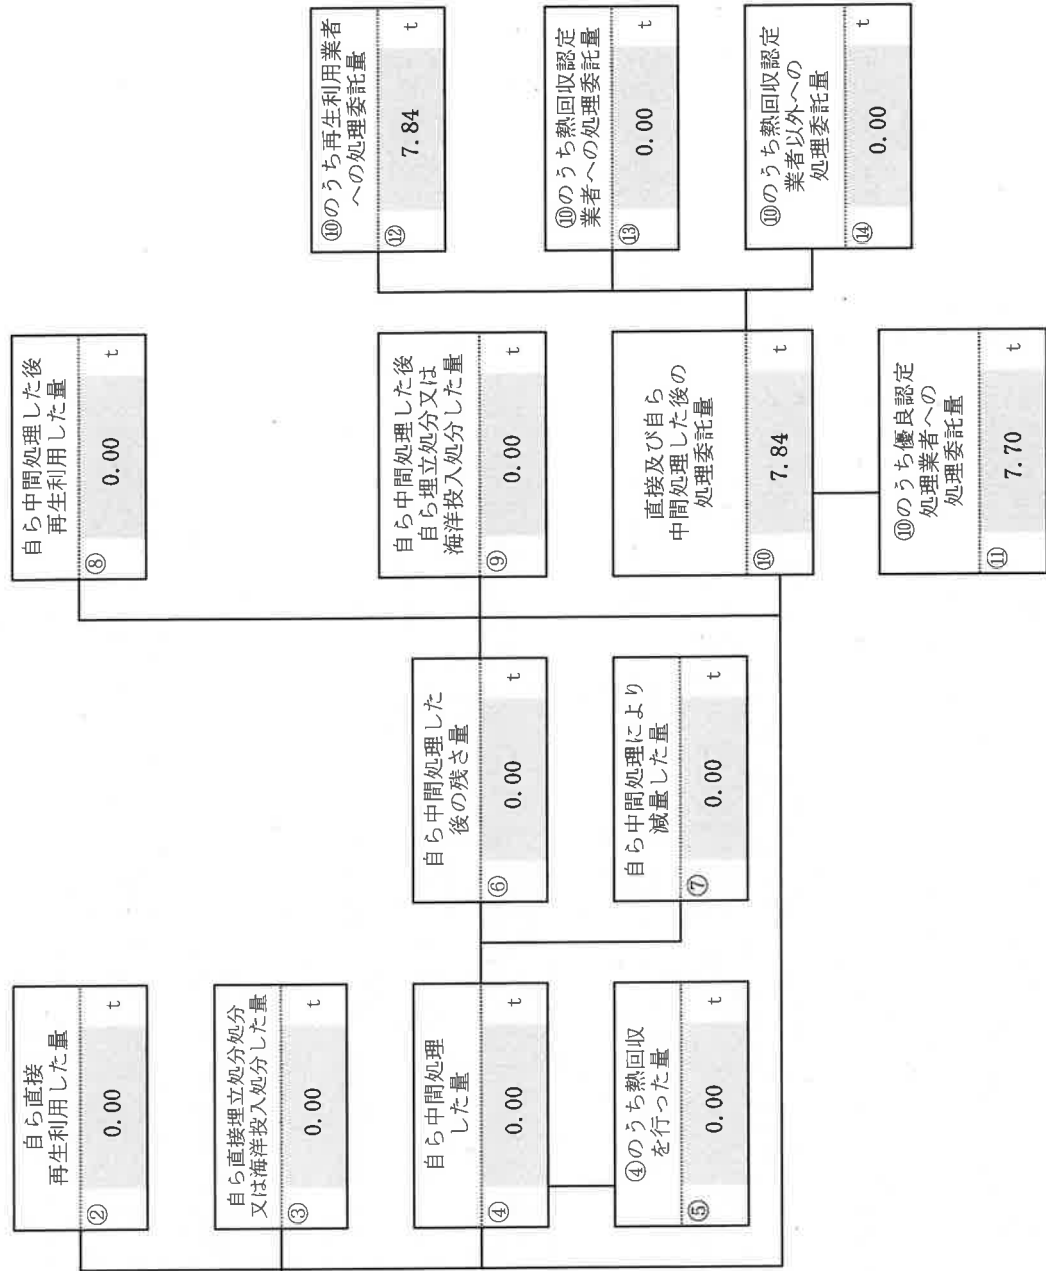 自ら直接
再生利用した量
②
0.00
t
自ら直接埋立処分処分
又は海洋投入処分した量
③
0.00
t
自ら中間処理
した量
④
0.00
t
④のうち熱回収
を行った量
⑤
0.00
t
自ら中間処理した
後の残さ量
⑥
0.00
t
自ら中間処理により
減量した量
⑦
0.00
t
自ら中間処理した後
再生利用した量
⑧
0.00
t
自ら中間処理した後
自ら埋立処分又は
海洋投入処分した量
⑨
0.00
t
直接及び自ら
中間処理した後の
処理委託量
⑩
7.84
t
⑩のうち優良認定
処理業者への
処理委託量
⑪
7.70
t
⑩のうち再生利用業者
への処理委託量
⑫
7.84
t
⑩のうち熱回収認定
業者への処理委託量
⑬
0.00
t
⑩のうち熱回収認定
業者以外への
処理委託量
⑭
0.00
t